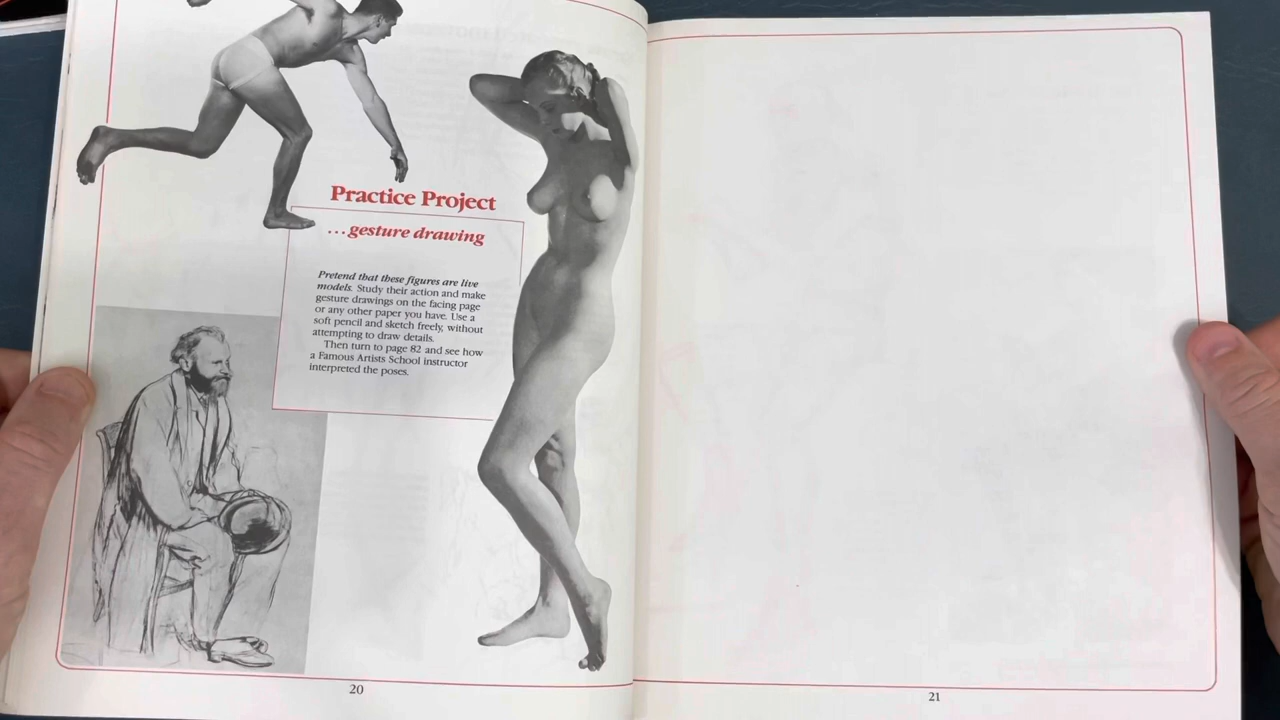 Practice Project
...gesture drawing
Pretend that these figures are live
models. Study their action and make
gesture drawings on the facing page
or any other paper you have. Use a
soft pencil and sketch freely, without
attempting to draw details.
Then turn to page 82 and see how
a Famous Artists School instructor
interpreted the poses.
20
21